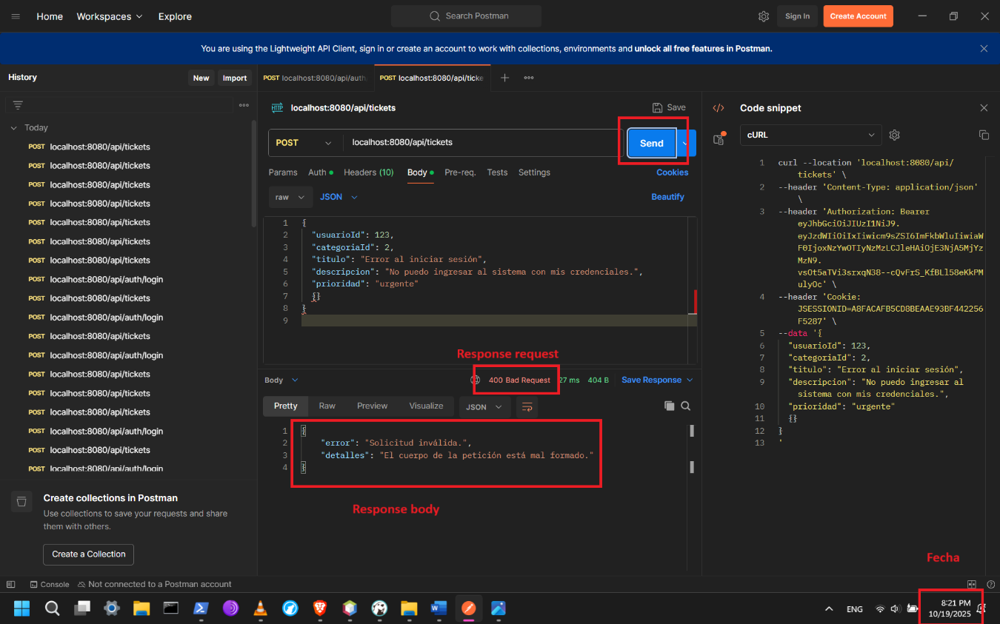 Home Workspaces Explore Search Postman Sign In Create Account
You are using the Lightweight API Client, sign in or create an account to work with collections, environments and unlock all free features in Postman.
History New Import
Today
POST localhost:8080/api/tickets
POST localhost:8080/api/tickets
POST localhost:8080/api/tickets
POST localhost:8080/api/tickets
POST localhost:8080/api/tickets
POST localhost:8080/api/tickets
POST localhost:8080/api/tickets
POST localhost:8080/api/auth/login
POST localhost:8080/api/tickets
POST localhost:8080/api/auth/login
POST localhost:8080/api/tickets
POST localhost:8080/api/auth/login
POST localhost:8080/api/tickets
POST localhost:8080/api/tickets
POST localhost:8080/api/tickets
POST localhost:8080/api/auth/login
POST localhost:8080/api/tickets
POST localhost:8080/api/auth/login
Create collections in Postman
Use collections to save your requests and share
them with others.
Create a Collection
POST localhost:8080/api/auth POST localhost:8080/api/ticke
HTTP localhost:8080/api/tickets Save
POST localhost:8080/api/tickets Send
Params Auth Headers (10) Body Pre-req. Tests Settings Cookies
raw JSON Beautify
1 {
2 "usuarioId": 123,
3 "categoriaId": 2,
4 "titulo": "Error al iniciar sesión",
5 "descripcion": "No puedo ingresar al sistema con mis credenciales.",
6 "prioridad": "urgente"
7 {}
8 }
9
Response request
Body 400 Bad Request 27 ms 404 B Save Response
Pretty Raw Preview Visualize JSON
1 {
2 "error": "Solicitud inválida.",
3 "detalles": "El cuerpo de la petición está mal formado."
4 }
Response body
Code snippet
cURL
1 curl --location 'localhost:8080/api/
tickets' \
2 --header 'Content-Type: application/json'
\
3 --header 'Authorization: Bearer
eyJhbGciOiJIUzI1NiJ9.
eyJzdWIiOiIxIiwicm9sZSI6ImFkbWluIiwiaW
F0IjoxNzYwOTIyNzMzLCJleHAiOjE3NjA5MjYz
MzN9.
vsOt5aTVi3srxqN38--cQvFrS_KfBLl58eKkPM
ulyOc' \
4 --header 'Cookie:
JSESSIONID=A8FACAFB5CD8BEAAE93BF442256
F5287' \
5 --data '{
6 "usuarioId": 123,
7 "categoriaId": 2,
8 "titulo": "Error al iniciar sesión",
9 "descripcion": "No puedo ingresar al
sistema con mis credenciales.",
10 "prioridad": "urgente"
11 {}
12 }
13 '
Fecha
Console Not connected to a Postman account
ENG 8:21 PM
10/19/2025